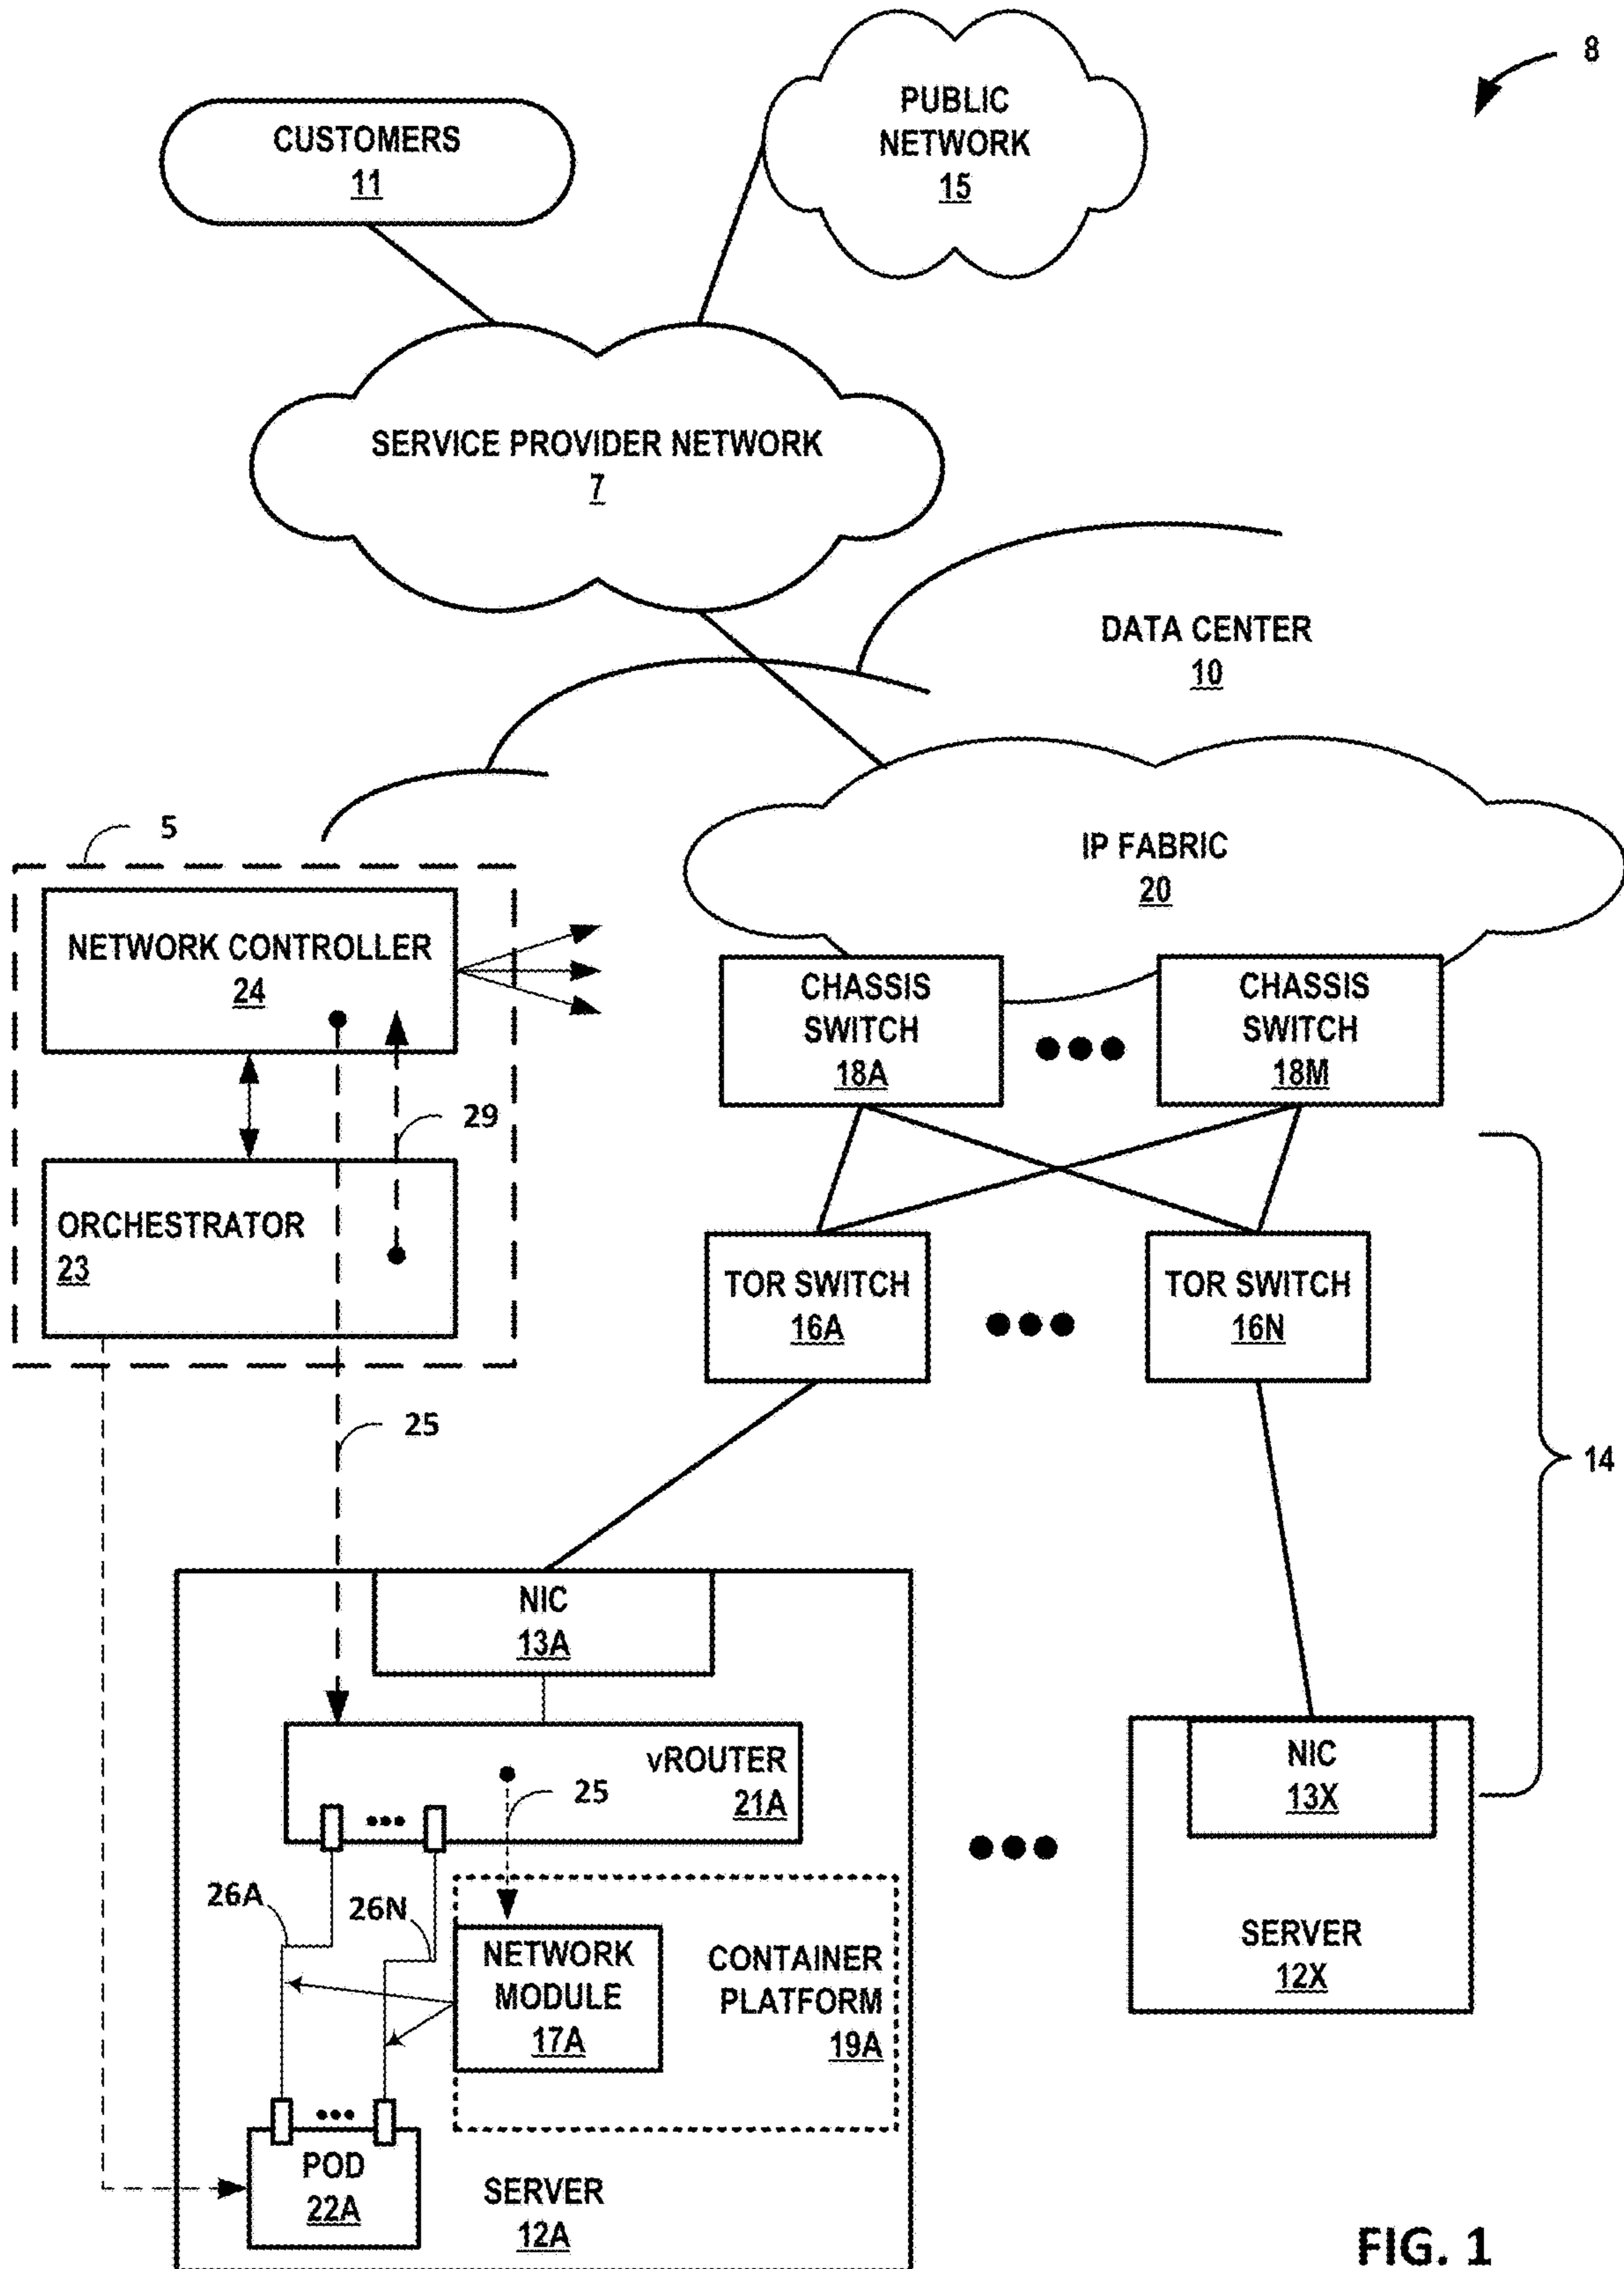 8
PUBLIC
NETWORK
15
CUSTOMERS
11
SERVICE PROVIDER NETWORK
7
DATA CENTER
10
5
IP FABRIC
20
NETWORK CONTROLLER
24
CHASSIS
SWITCH
18A
CHASSIS
SWITCH
18M
29
ORCHESTRATOR
23
TOR SWITCH
16A
TOR SWITCH
16N
25
14
NIC
13A
vROUTER
21A
25
NIC
13X
26A
26N
NETWORK
MODULE
17A
CONTAINER
PLATFORM
19A
SERVER
12X
POD
22A
SERVER
12A
FIG. 1